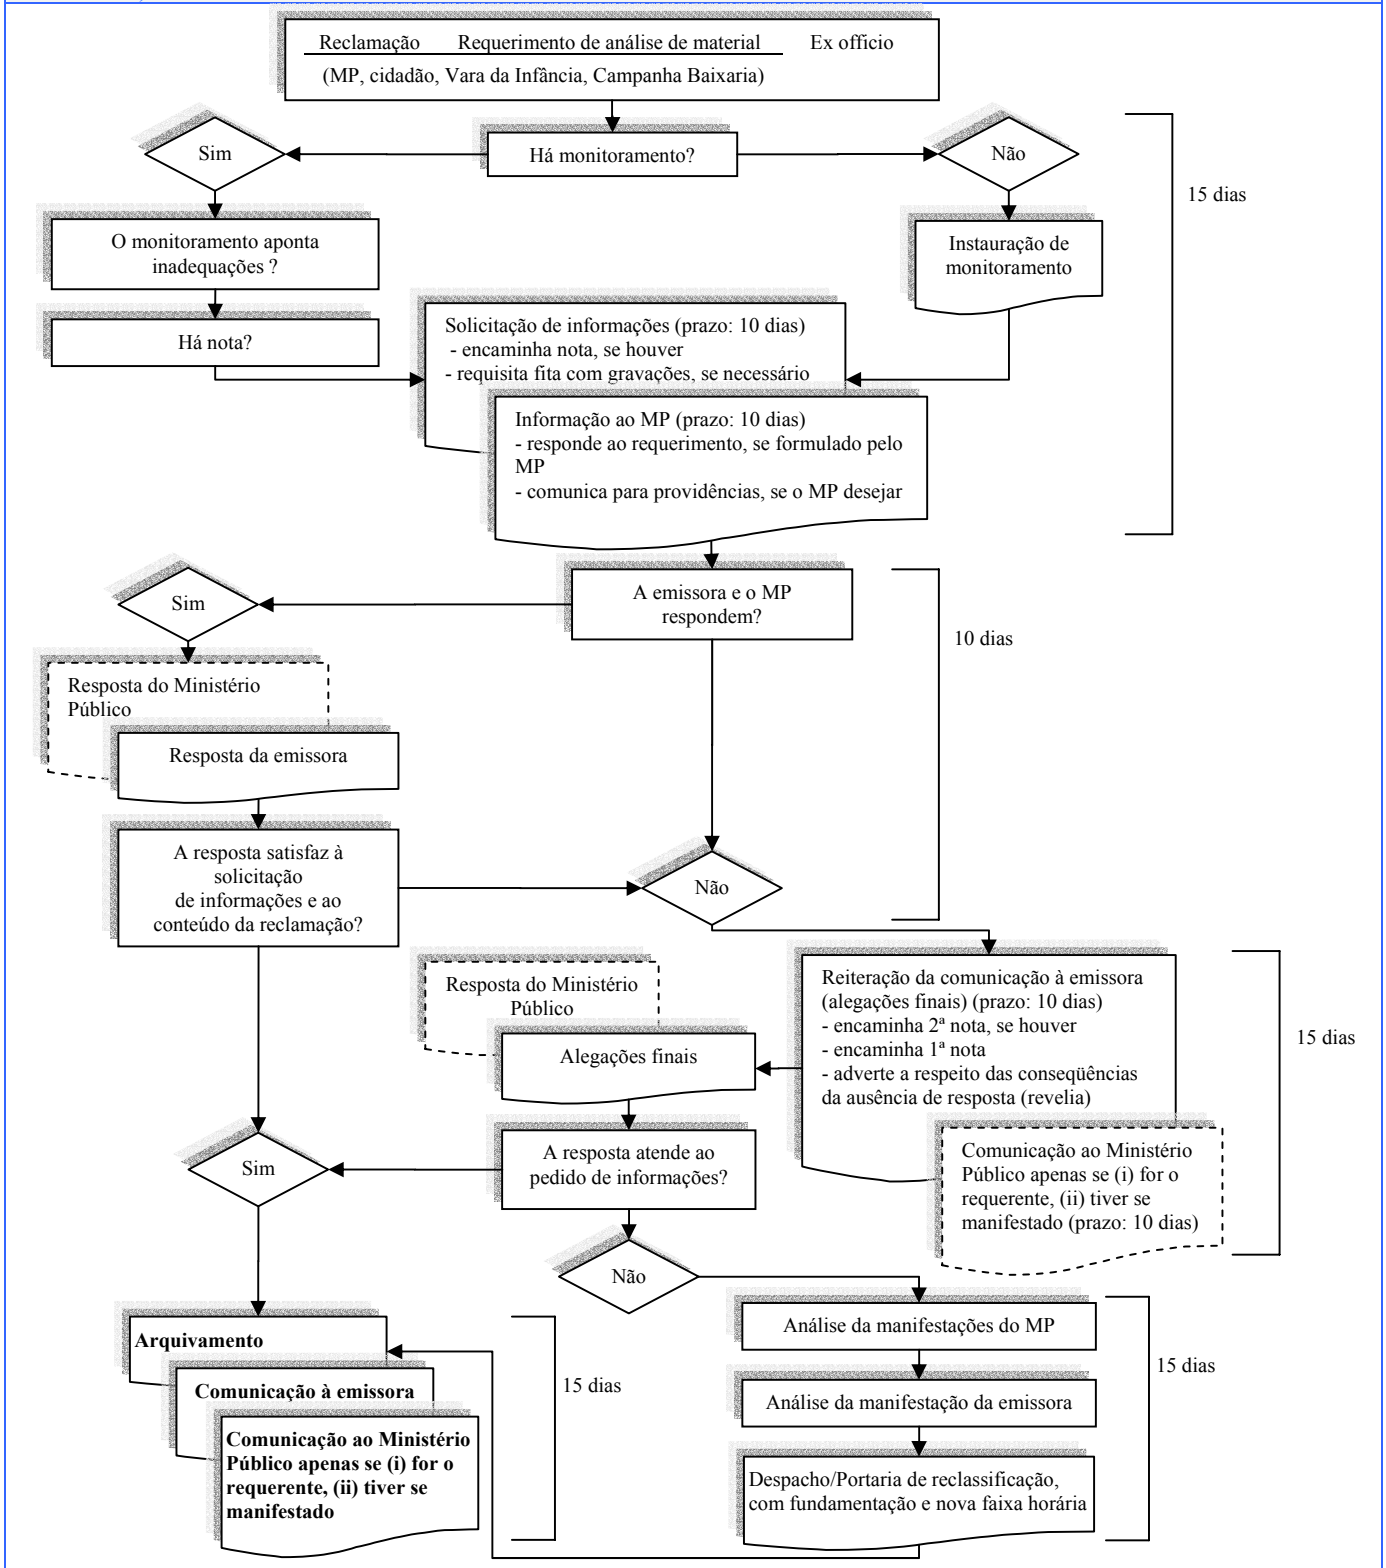 Reclamação Requerimento de análise de material Ex officio
(MP, cidadão, Vara da Infância, Campanha Baixaria)
Sim
Há monitoramento?
Não
15 dias
O monitoramento aponta
inadequações ?
Instauração de
monitoramento
Há nota?
Solicitação de informações (prazo: 10 dias)
- encaminha nota, se houver
- requisita fita com gravações, se necessário
Informação ao MP (prazo: 10 dias)
- responde ao requerimento, se formulado pelo
MP
- comunica para providências, se o MP desejar
Sim
A emissora e o MP
respondem?
10 dias
Resposta do Ministério
Público
Resposta da emissora
A resposta satisfaz à
solicitação
de informações e ao
conteúdo da reclamação?
Não
Resposta do Ministério
Público
Alegações finais
Reiteração da comunicação à emissora
(alegações finais) (prazo: 10 dias)
- encaminha 2ª nota, se houver
- encaminha 1ª nota
- adverte a respeito das conseqüências
da ausência de resposta (revelia)
15 dias
Comunicação ao Ministério
Público apenas se (i) for o
requerente, (ii) tiver se
manifestado (prazo: 10 dias)
Sim
A resposta atende ao
pedido de informações?
Não
Análise da manifestações do MP
Análise da manifestação da emissora
Despacho/Portaria de reclassificação,
com fundamentação e nova faixa horária
15 dias
Arquivamento
Comunicação à emissora
Comunicação ao Ministério
Público apenas se (i) for o
requerente, (ii) tiver se
manifestado
15 dias